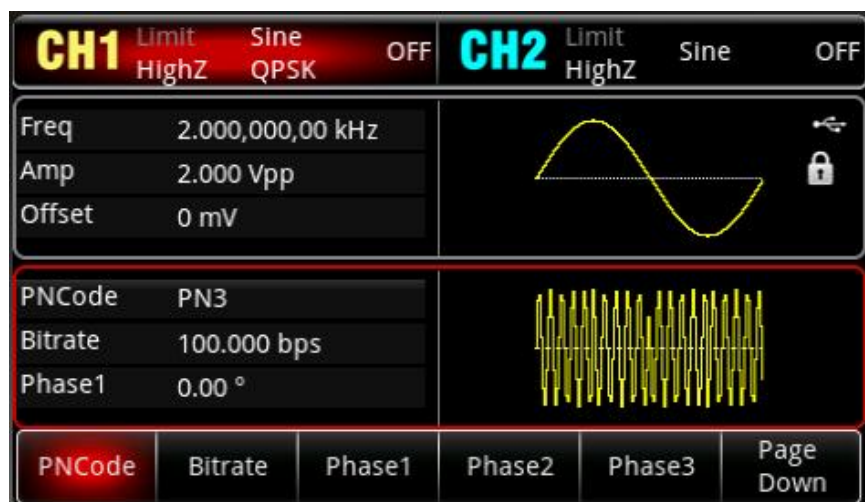 CH1 Limit Sine OFF CH2 Limit Sine OFF
HighZ QPSK HighZ
Freq 2.000,000,00 kHz
Amp 2.000 Vpp
Offset 0 mV
PNCode PN3
Bitrate 100.000 bps
Phase1 0.00 °
PNCode Bitrate Phase1 Phase2 Phase3 Page Down